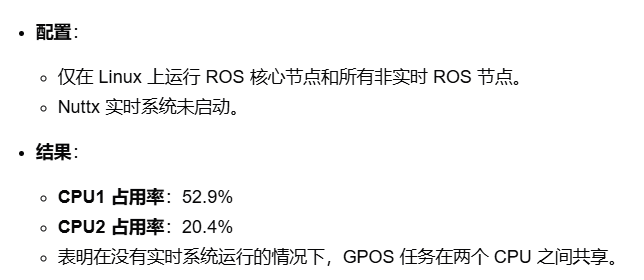 • 配置：
○ 仅在 Linux 上运行 ROS 核心节点和所有非实时 ROS 节点。
○ Nuttx 实时系统未启动。
• 结果：
○ CPU1 占用率：52.9%
○ CPU2 占用率：20.4%
○ 表明在没有实时系统运行的情况下，GPOS 任务在两个 CPU 之间共享。